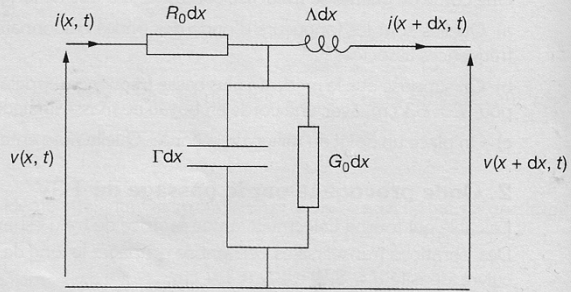 i(x, t) R₀dx Λdx i(x + dx, t)
v(x, t) Γdx G₀dx v(x + dx, t)